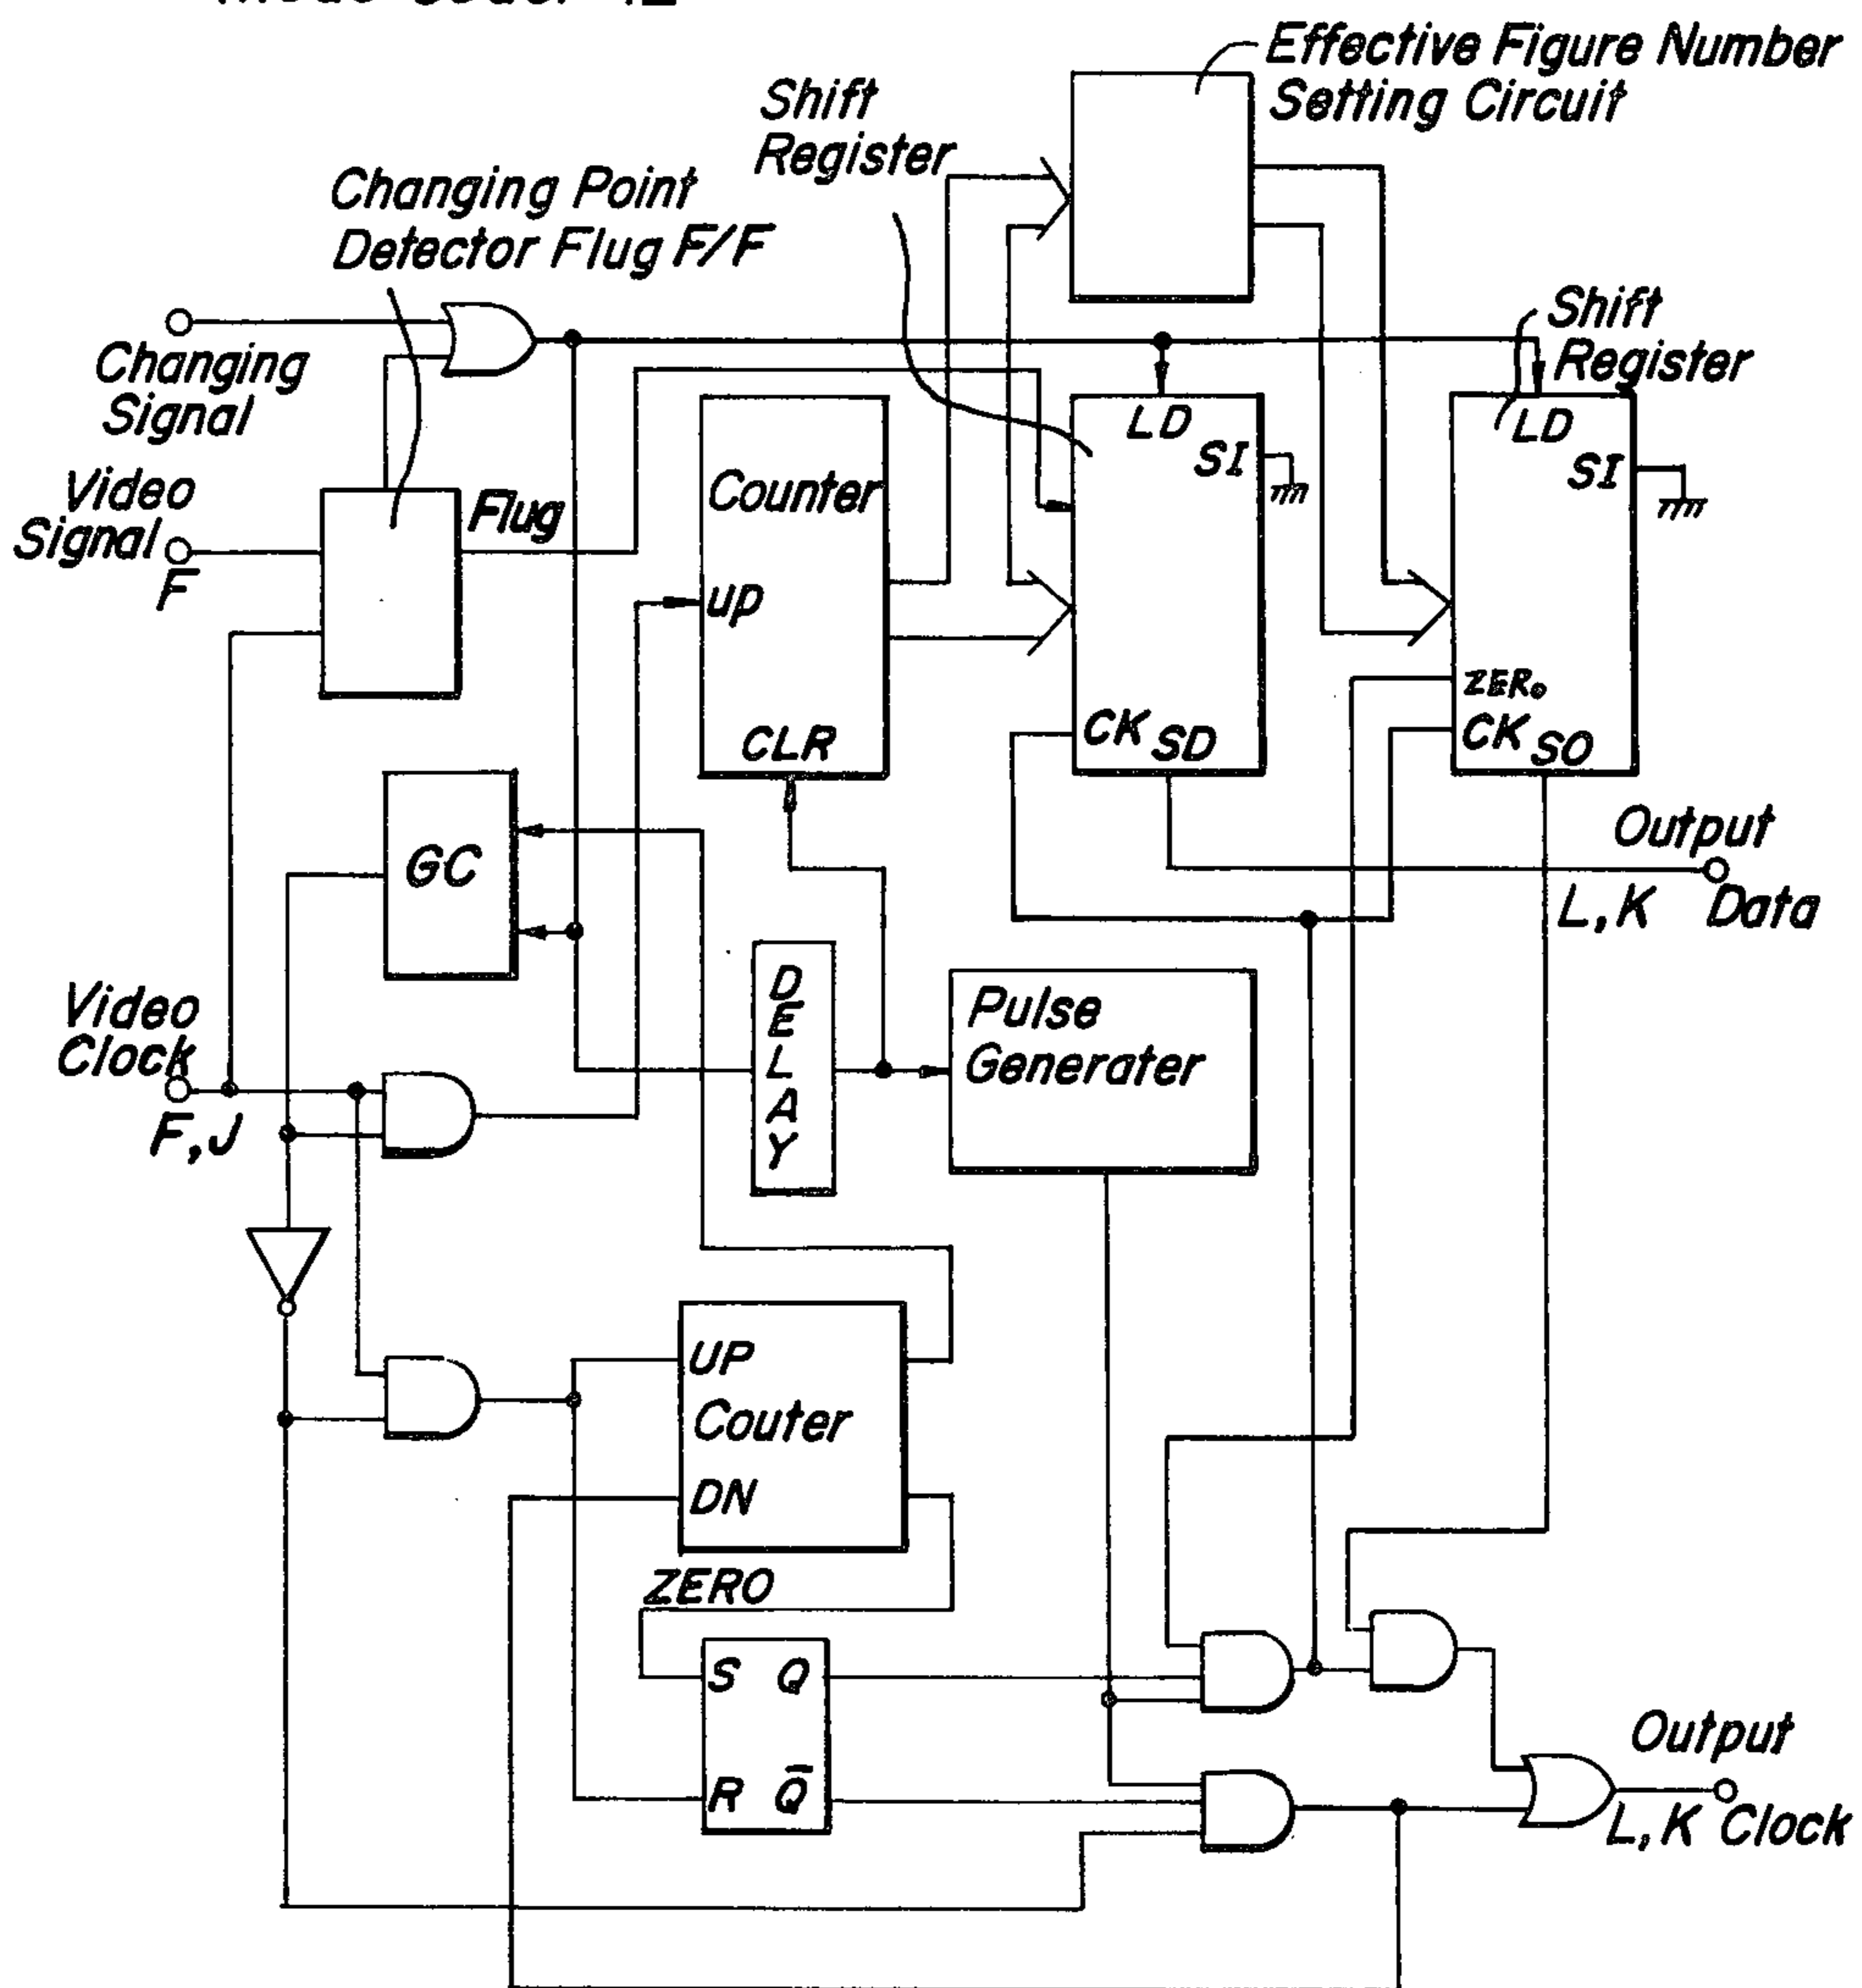 Effective Figure Number
Setting Circuit
Shift
Register
Changing Point
Detector Flug F/F
Shift
Register
Changing
Signal
LD
SI
LD
SI
Counter
up
CLR
Video
Signal
F
Flug
CK SD
ZERo
CK SO
GC
Output
L, K Data
DELAY
Pulse
Generater
Video
Clock
F, J
UP
Couter
DN
ZERO
S Q
R Q̄
Output
L, K Clock